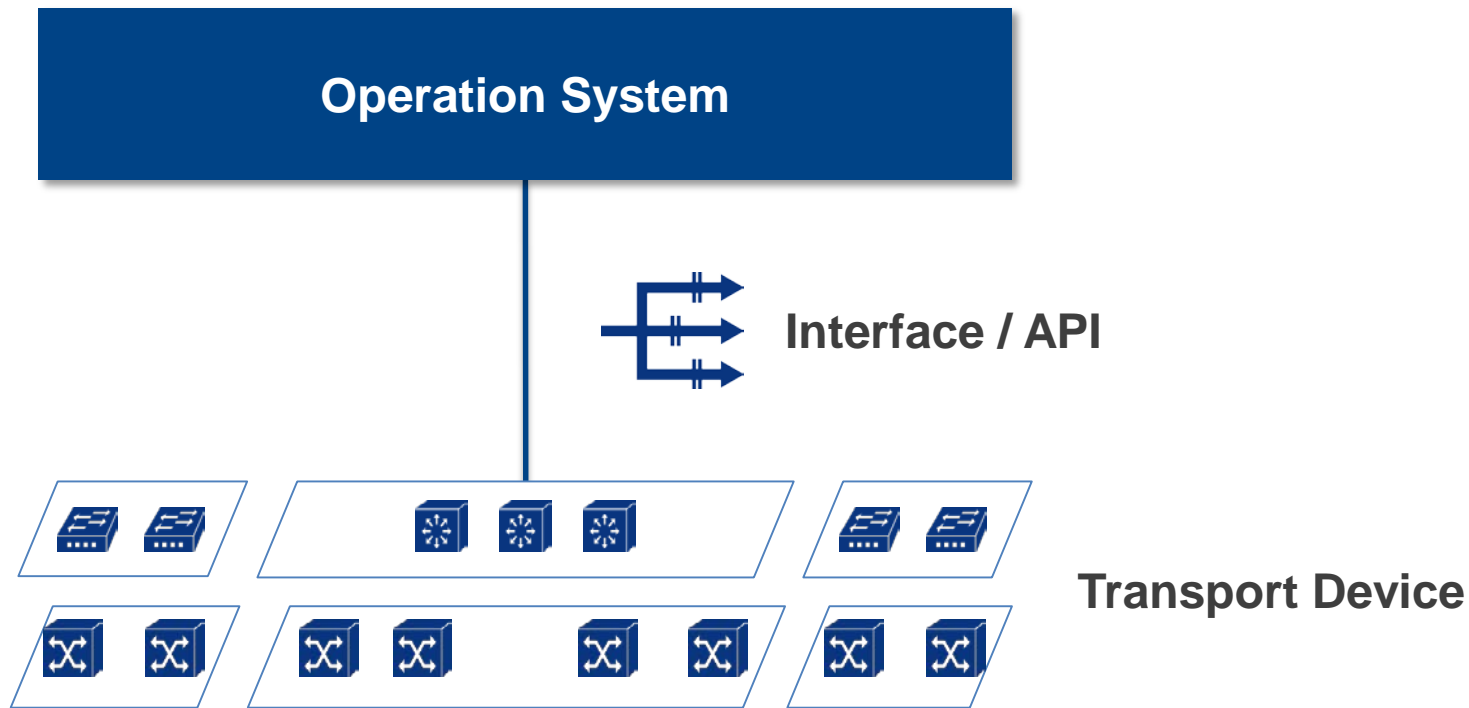 Operation System
Interface / API
Transport Device